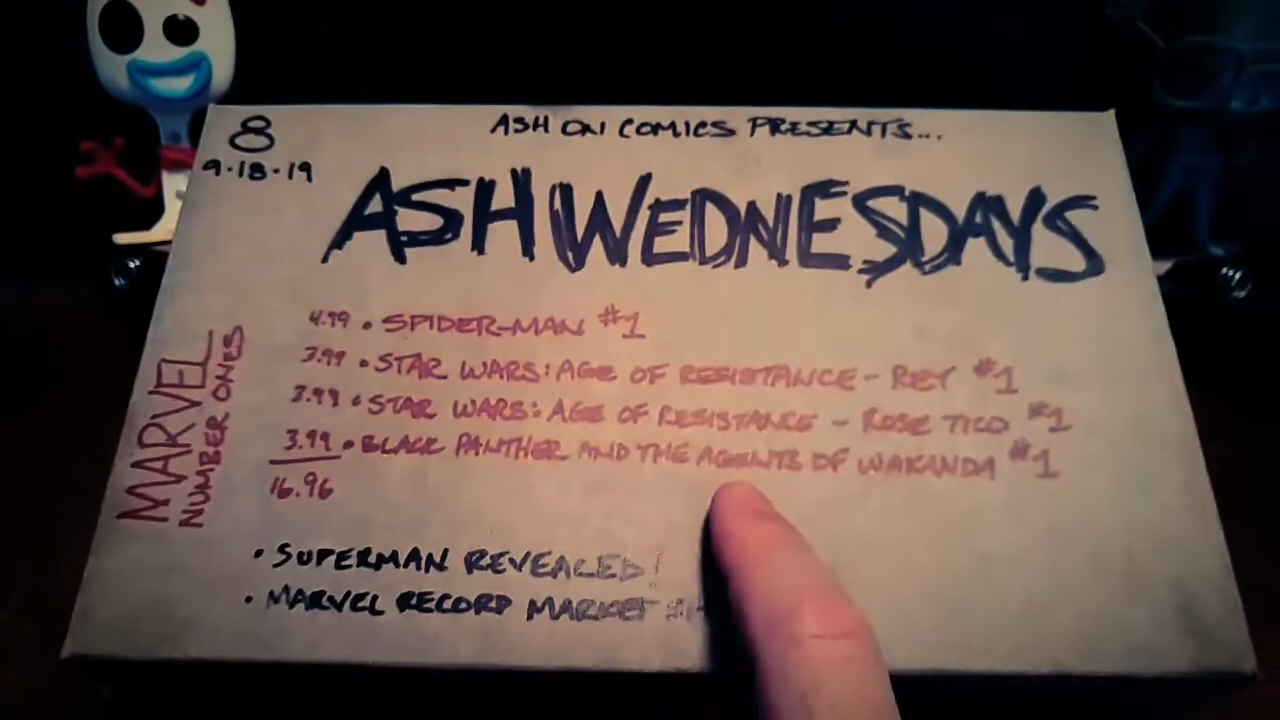 8
9-18-19
ASH ON COMICS PRESENTS...
ASH WEDNESDAYS
MARVEL
NUMBER ONES
4.99 • SPIDER-MAN #1
3.99 • STAR WARS: AGE OF RESISTANCE - REY #1
3.99 • STAR WARS: AGE OF RESISTANCE - ROSE TICO #1
3.99 • BLACK PANTHER AND THE AGENTS OF WAKANDA #1
16.96
• SUPERMAN REVEALED!
• MARVEL RECORD MARKET